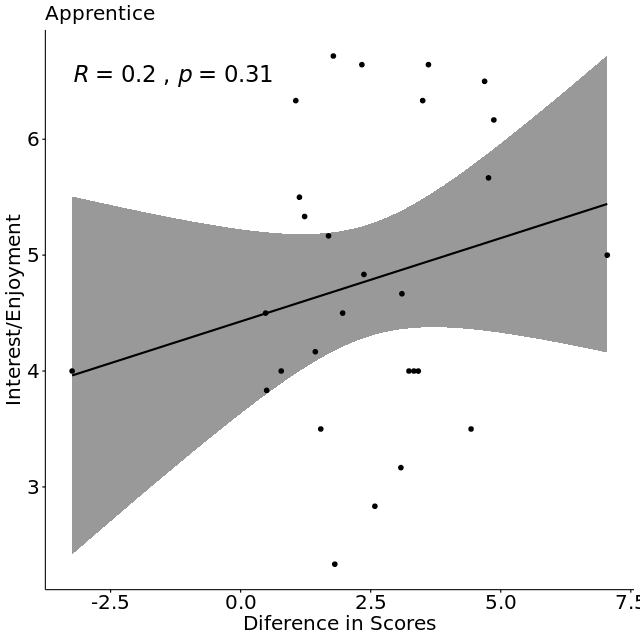 Apprentice
R = 0.2 , p = 0.31
6
5
4
3
Interest/Enjoyment
-2.5 0.0 2.5 5.0 7.5
Diference in Scores